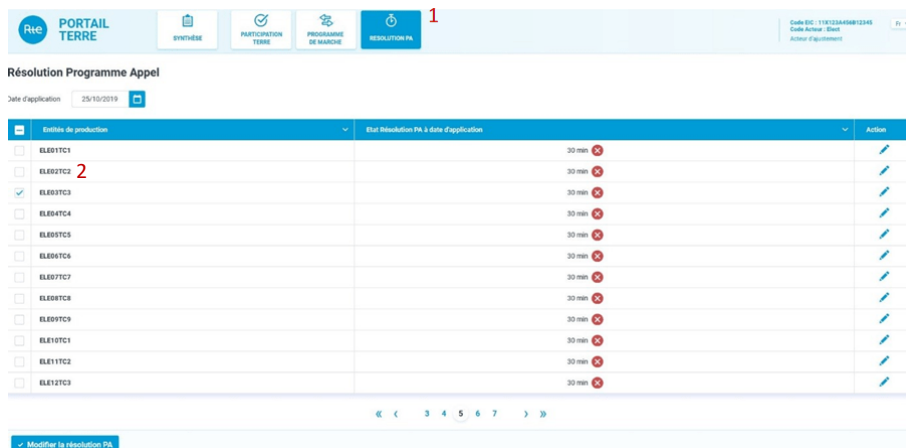 Rte
PORTAIL
TERRE
SYNTHÈSE
PARTICIPATION
TERRE
PROGRAMME
DE MARCHE
RESOLUTION PA
1
Code EIC : 11X123A456B12345
Code Acteur : Elect
Acteur d'ajustement
Fr
Résolution Programme Appel
Date d'application 25/10/2019
Entités de production Etat Résolution PA à date d'application Action
ELE01TC1 30 min
ELE02TC2 2 30 min
ELE03TC3 30 min
ELE04TC4 30 min
ELE05TC5 30 min
ELE06TC6 30 min
ELE07TC7 30 min
ELE08TC8 30 min
ELE09TC9 30 min
ELE10TC1 30 min
ELE11TC2 30 min
ELE12TC3 30 min
« ‹ 3 4 5 6 7 › »
Modifier la résolution PA